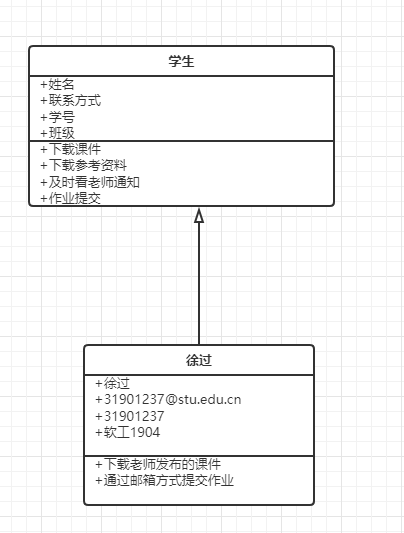 学生
+姓名
+联系方式
+学号
+班级
+下载课件
+下载参考资料
+及时看老师通知
+作业提交
徐过
+徐过
+31901237@stu.edu.cn
+31901237
+软工1904
+下载老师发布的课件
+通过邮箱方式提交作业